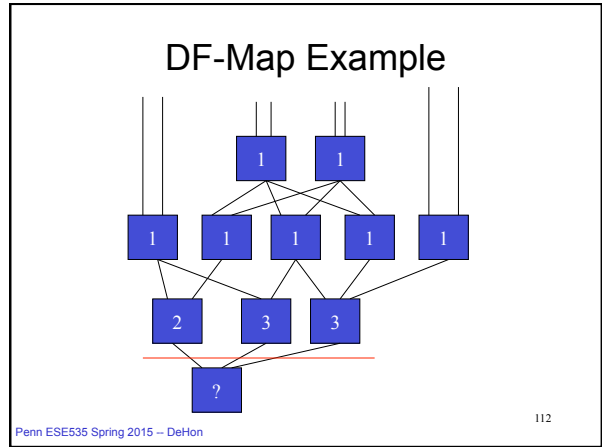 DF-Map Example
1 1
1 1 1 1 1
2 3 3
?
Penn ESE535 Spring 2015 -- DeHon
112